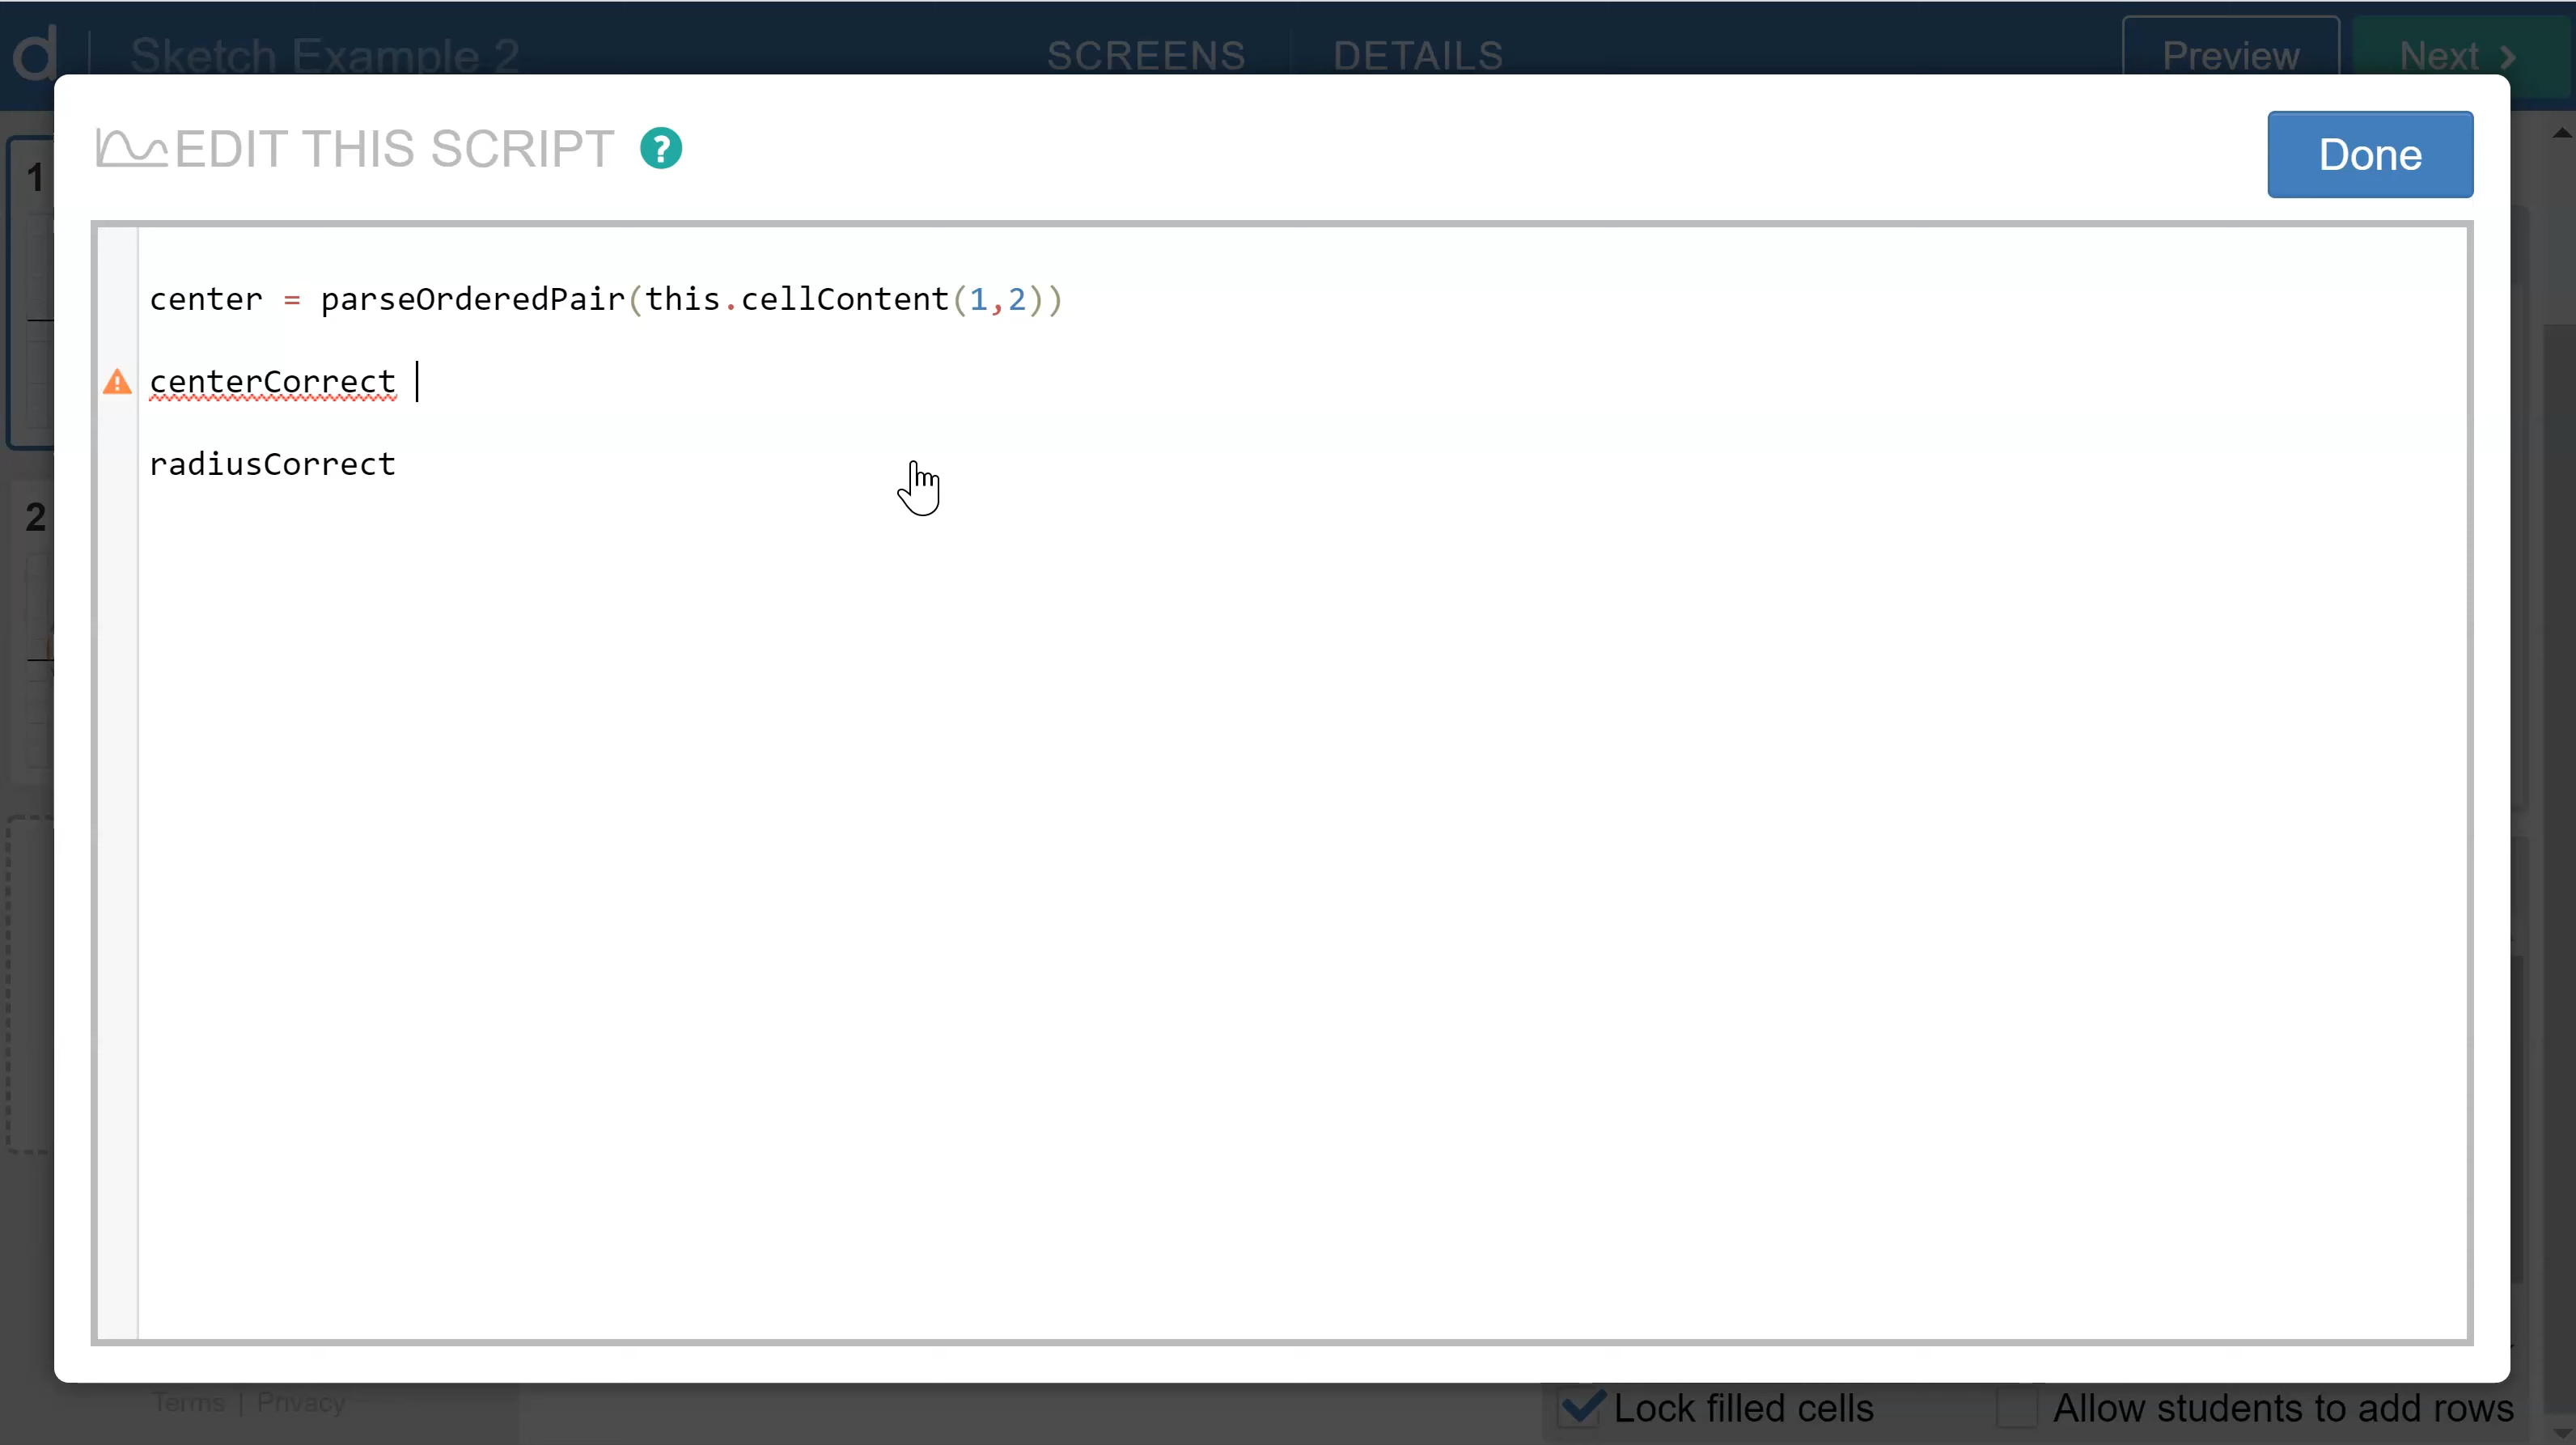 d Sketch Example 2 SCREENS DETAILS Preview Next >
EDIT THIS SCRIPT ? Done
1
center = parseOrderedPair(this.cellContent(1,2))
centerCorrect
radiusCorrect
2
Terms | Privacy
Lock filled cells Allow students to add rows